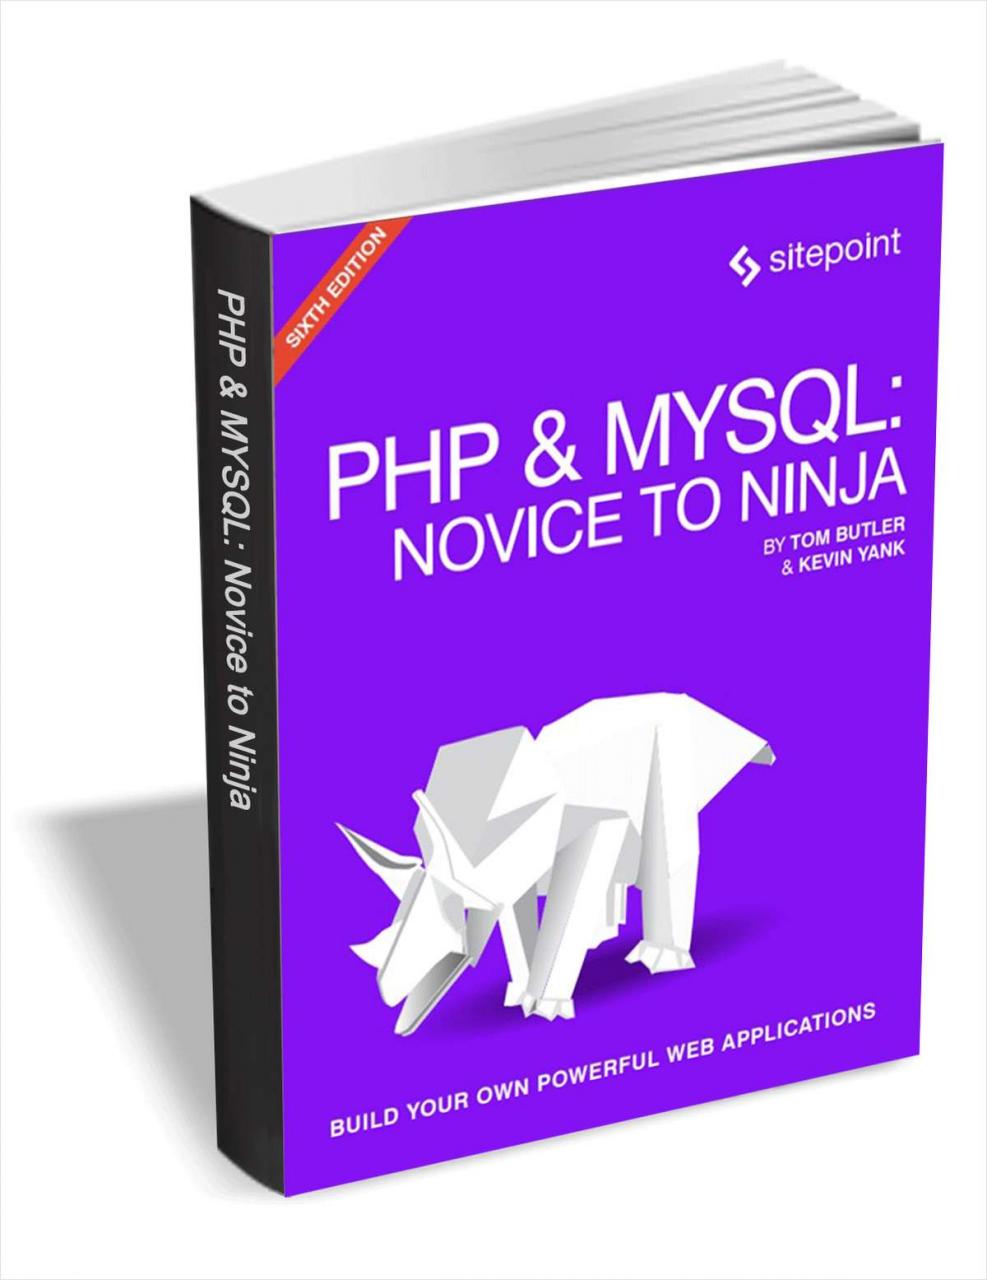 SIXTH EDITION
sitepoint
PHP & MYSQL:
NOVICE TO NINJA
BY TOM BUTLER
& KEVIN YANK
BUILD YOUR OWN POWERFUL WEB APPLICATIONS
PHP & MYSQL: Novice to Ninja